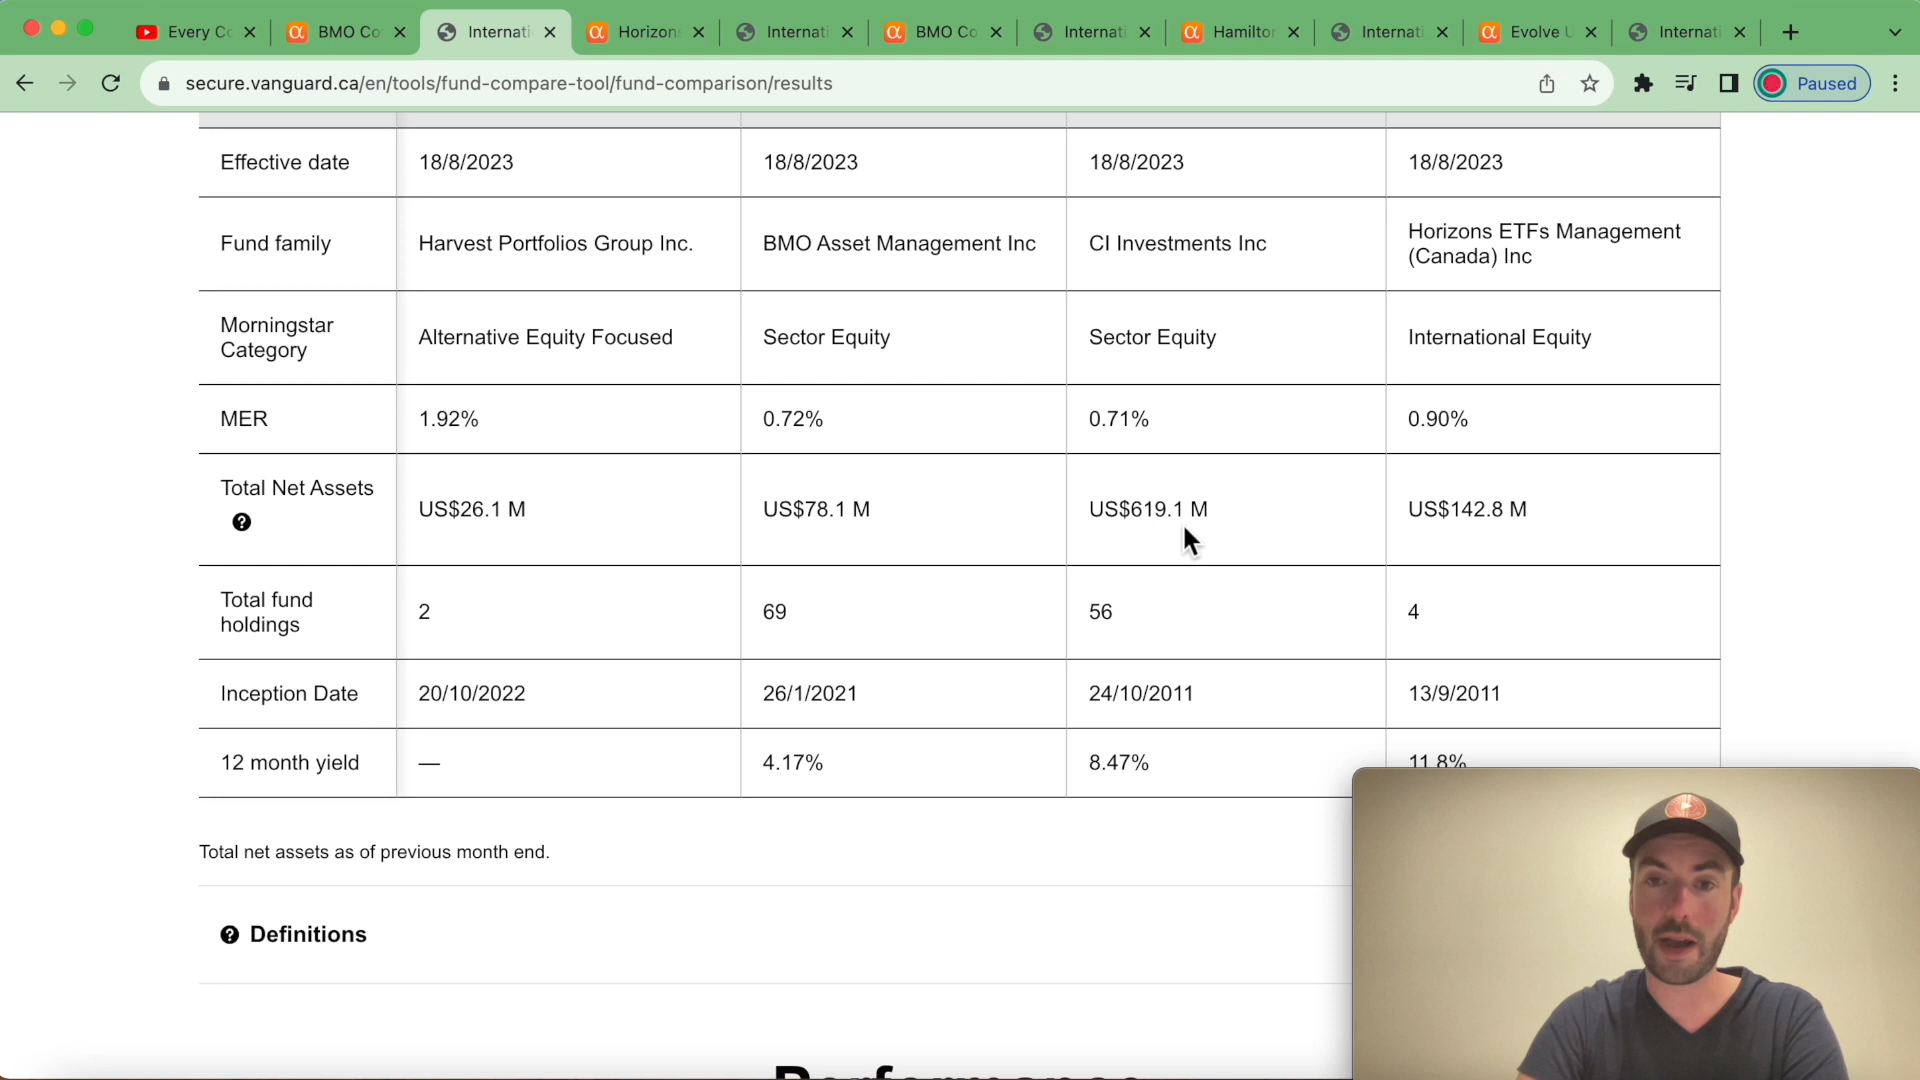 Every Co
BMO Co
Internati
Horizon
Internati
BMO Co
Internati
Hamilton
Internati
Evolve U
Internati
secure.vanguard.ca/en/tools/fund-compare-tool/fund-comparison/results
Paused
Effective date
18/8/2023
18/8/2023
18/8/2023
18/8/2023
Fund family
Harvest Portfolios Group Inc.
BMO Asset Management Inc
CI Investments Inc
Horizons ETFs Management
(Canada) Inc
Morningstar
Category
Alternative Equity Focused
Sector Equity
Sector Equity
International Equity
MER
1.92%
0.72%
0.71%
0.90%
Total Net Assets
US$26.1 M
US$78.1 M
US$619.1 M
US$142.8 M
Total fund
holdings
2
69
56
4
Inception Date
20/10/2022
26/1/2021
24/10/2011
13/9/2011
12 month yield
—
4.17%
8.47%
11.8%
Total net assets as of previous month end.
Definitions
Performance